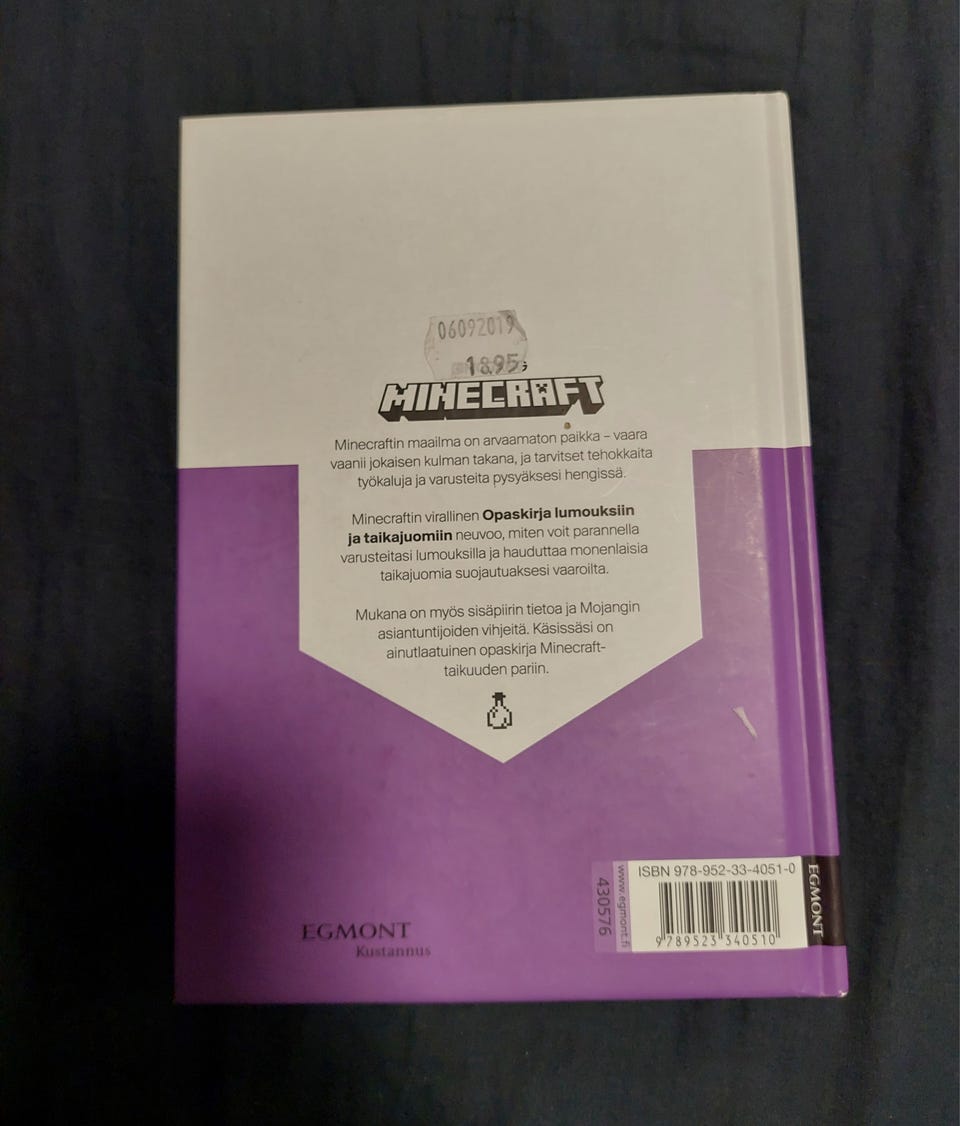 06092019
18,95
MINECRAFT
Minecraftin maailma on arvaamaton paikka – vaara
vaanii jokaisen kulman takana, ja tarvitset tehokkaita
työkaluja ja varusteita pysyäksesi hengissä.
Minecraftin virallinen Opaskirja lumouksiin
ja taikajuomiin neuvoo, miten voit parannella
varusteitasi lumouksilla ja hauduttaa monenlaisia
taikajuomia suojautuaksesi vaaroilta.
Mukana on myös sisäpiirin tietoa ja Mojangin
asiantuntijoiden vihjeitä. Käsissäsi on
ainutlaatuinen opaskirja Minecraft-
taikuuden pariin.
EGMONT
Kustannus
430576
www.egmont.fi
ISBN 978-952-33-4051-0
9 789523 340510
EGMONT